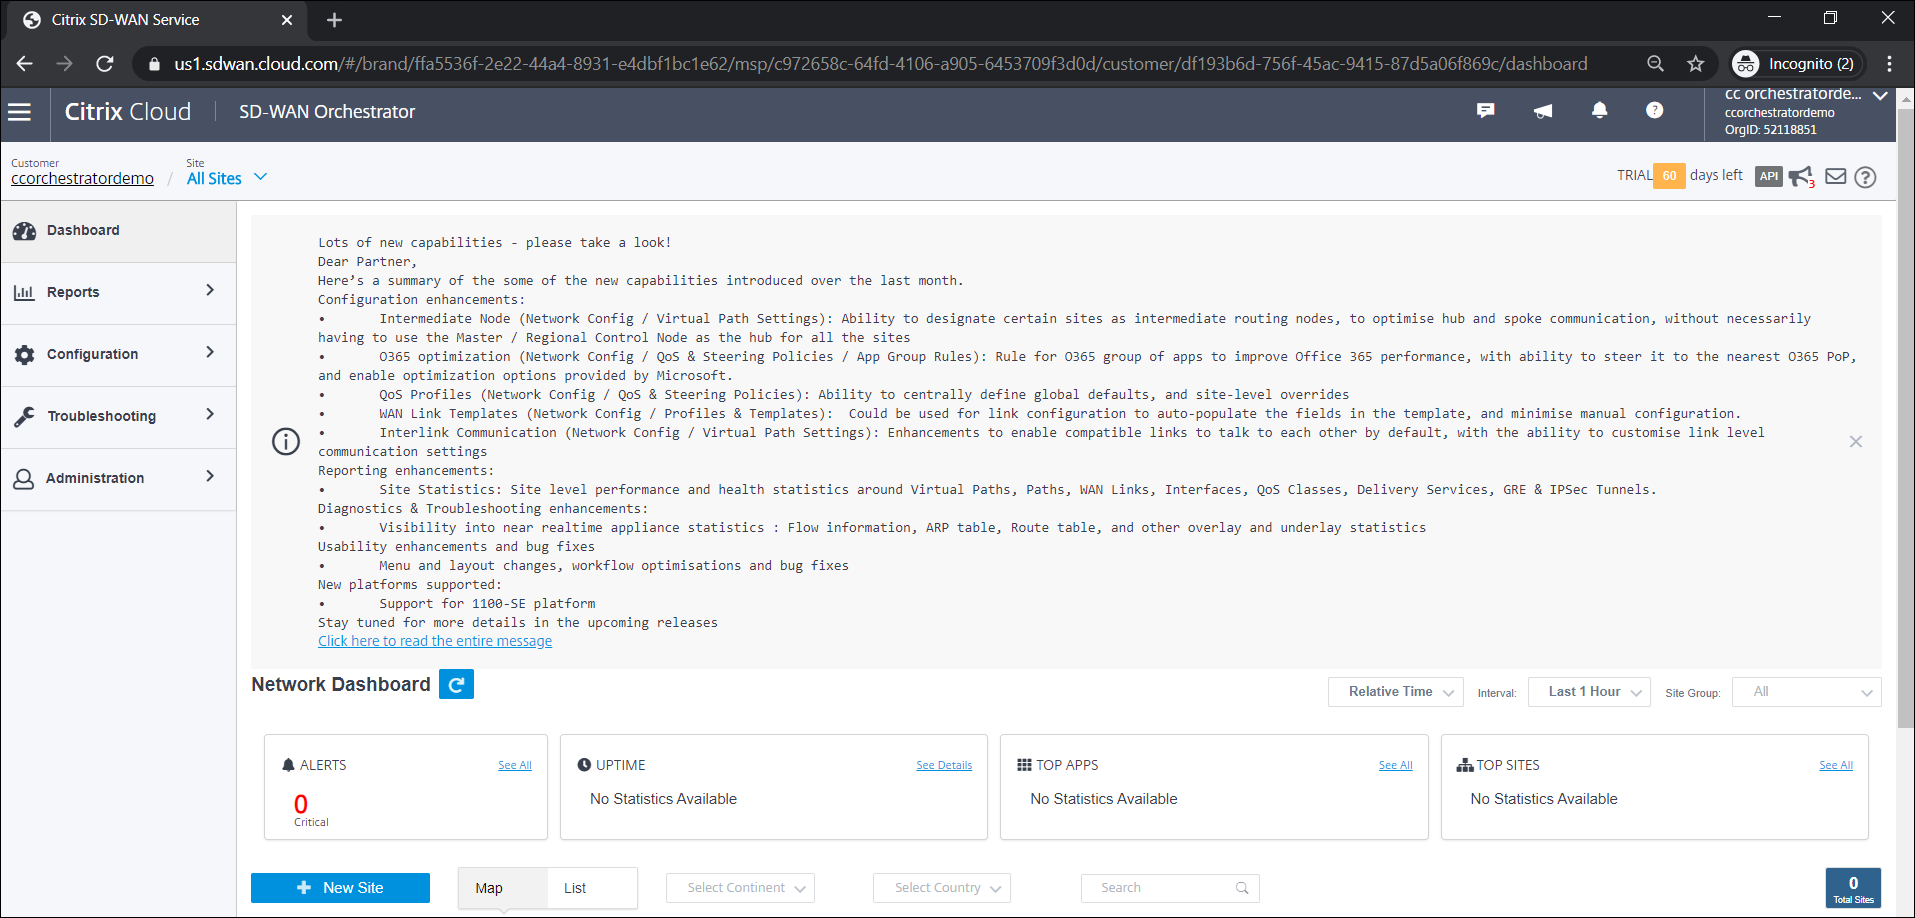 Citrix SD-WAN Service
us1.sdwan.cloud.com/#/brand/ffa5536f-2e22-44a4-8931-e4dbf1bc1e62/msp/c972658c-64fd-4106-a905-6453709f3d0d/customer/df193b6d-756f-45ac-9415-87d5a06f869c/dashboard
Incognito (2)
Citrix Cloud
SD-WAN Orchestrator
cc orchestratorde...
ccorchestratordemo
OrgID: 52118851
Customer
ccorchestratordemo
/
Site
All Sites
TRIAL 60 days left
API
3
Dashboard
Reports
Configuration
Troubleshooting
Administration
Lots of new capabilities - please take a look!
Dear Partner,
Here's a summary of the some of the new capabilities introduced over the last month.
Configuration enhancements:
• Intermediate Node (Network Config / Virtual Path Settings): Ability to designate certain sites as intermediate routing nodes, to optimise hub and spoke communication, without necessarily
having to use the Master / Regional Control Node as the hub for all the sites
• O365 optimization (Network Config / QoS & Steering Policies / App Group Rules): Rule for O365 group of apps to improve Office 365 performance, with ability to steer it to the nearest O365 PoP,
and enable optimization options provided by Microsoft.
• QoS Profiles (Network Config / QoS & Steering Policies): Ability to centrally define global defaults, and site-level overrides
• WAN Link Templates (Network Config / Profiles & Templates):  Could be used for link configuration to auto-populate the fields in the template, and minimise manual configuration.
• Interlink Communication (Network Config / Virtual Path Settings): Enhancements to enable compatible links to talk to each other by default, with the ability to customise link level
communication settings
Reporting enhancements:
• Site Statistics: Site level performance and health statistics around Virtual Paths, Paths, WAN Links, Interfaces, QoS Classes, Delivery Services, GRE & IPSec Tunnels.
Diagnostics & Troubleshooting enhancements:
• Visibility into near realtime appliance statistics : Flow information, ARP table, Route table, and other overlay and underlay statistics
Usability enhancements and bug fixes
• Menu and layout changes, workflow optimisations and bug fixes
New platforms supported:
• Support for 1100-SE platform
Stay tuned for more details in the upcoming releases
Click here to read the entire message
Network Dashboard
Relative Time
Interval:
Last 1 Hour
Site Group:
All
ALERTS
See All
0
Critical
UPTIME
See Details
No Statistics Available
TOP APPS
See All
No Statistics Available
TOP SITES
See All
No Statistics Available
New Site
Map
List
Select Continent
Select Country
Search
0
Total Sites